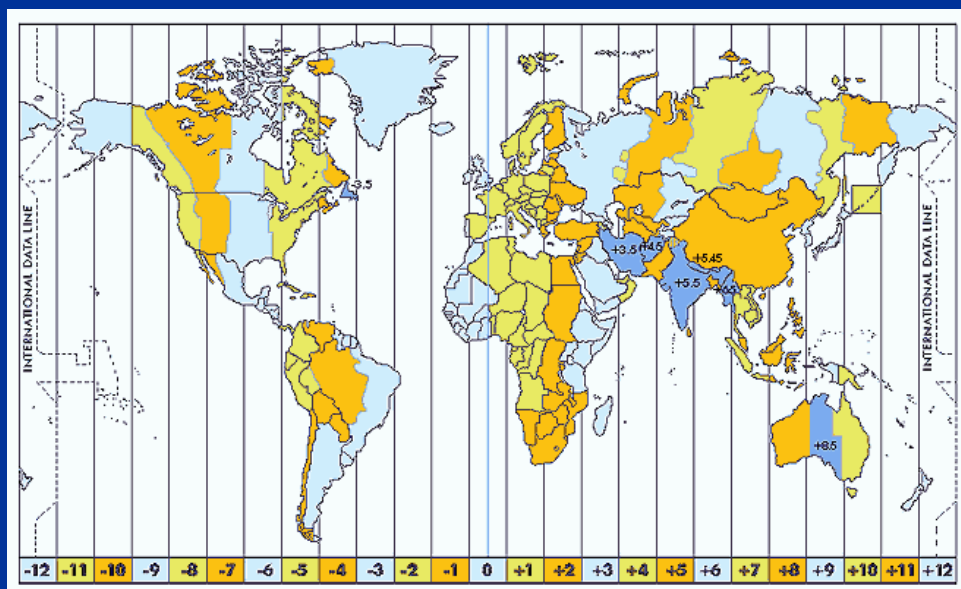 -3.5
+3.5
+4.5
+5.45
+5.5
+6.5
+8.5
INTERNATIONAL DATA LINE
INTERNATIONAL DATA LINE
-12 -11 -10 -9 -8 -7 -6 -5 -4 -3 -2 -1 0 +1 +2 +3 +4 +5 +6 +7 +8 +9 +10 +11 +12